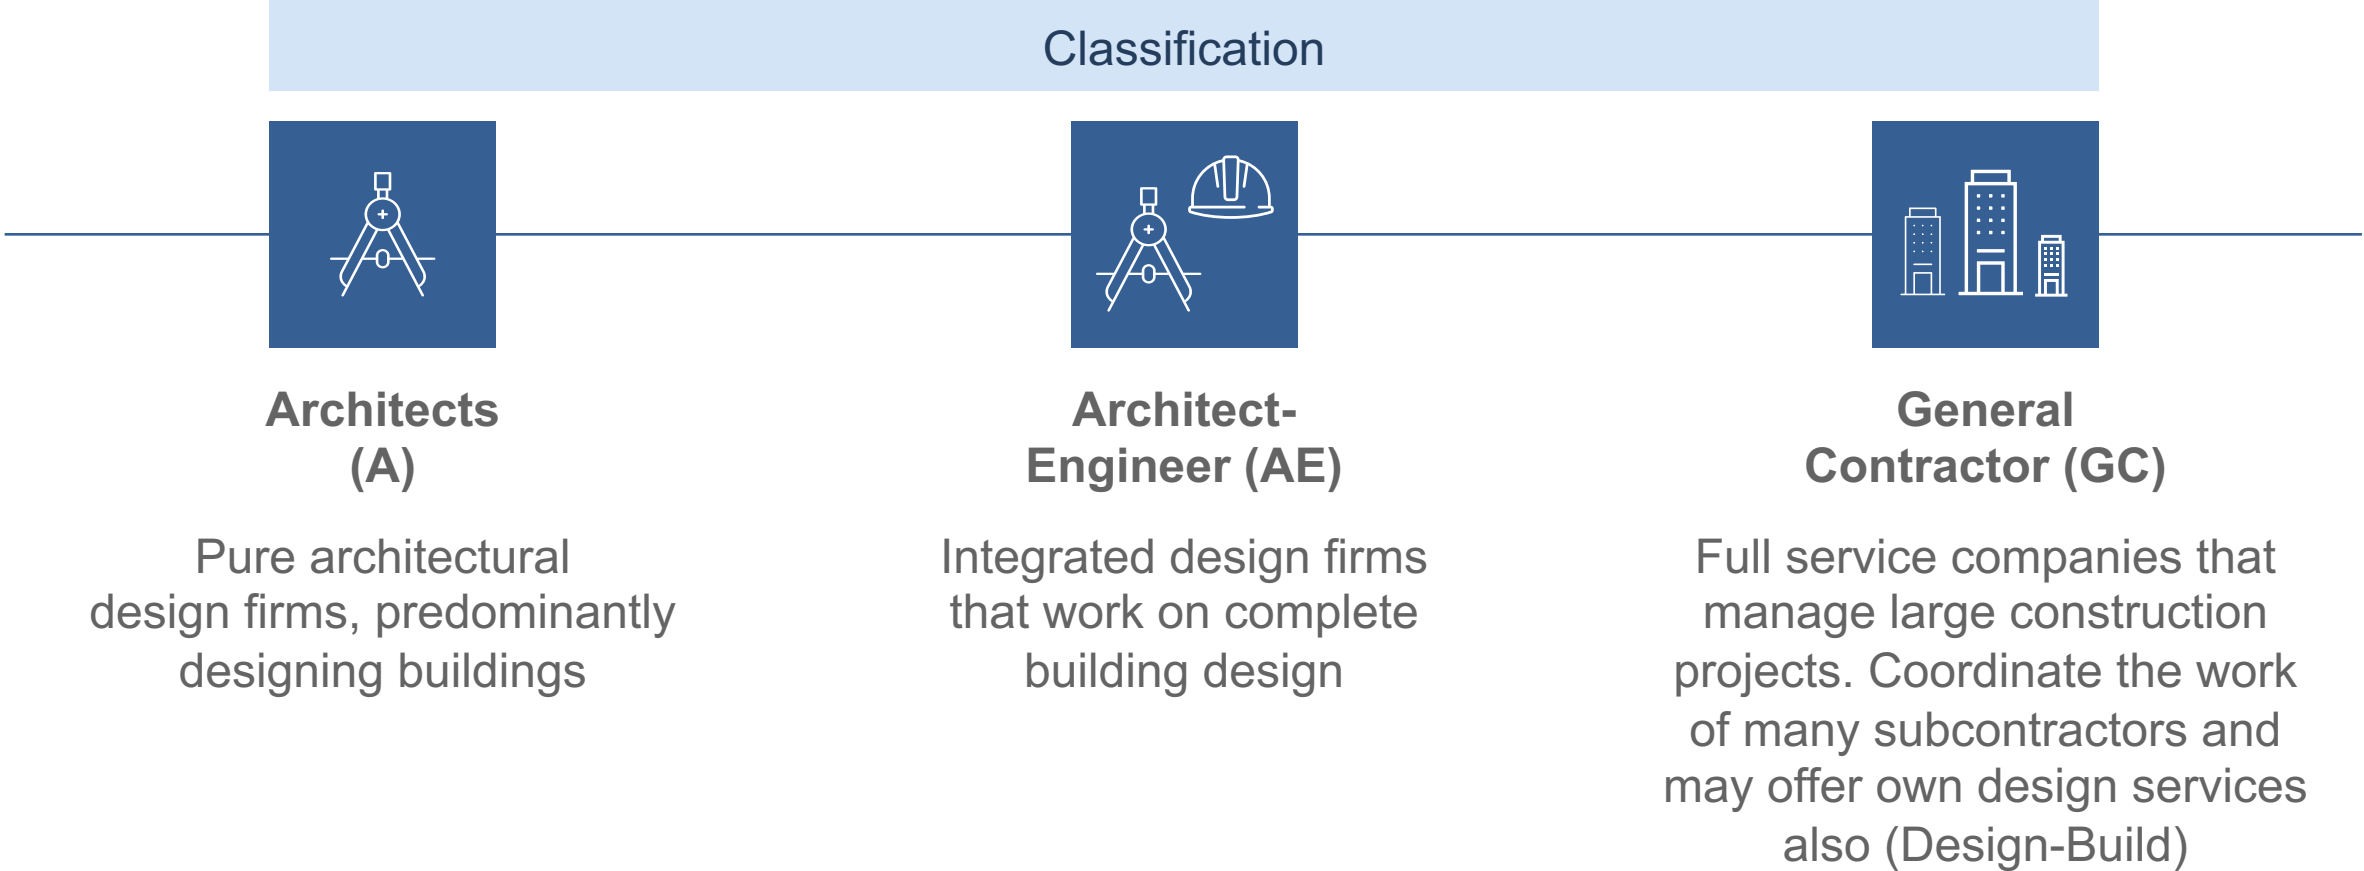 Classification
Architects
(A)
Pure architectural
design firms, predominantly
designing buildings
Architect-
Engineer (AE)
Integrated design firms
that work on complete
building design
General
Contractor (GC)
Full service companies that
manage large construction
projects. Coordinate the work
of many subcontractors and
may offer own design services
also (Design-Build)